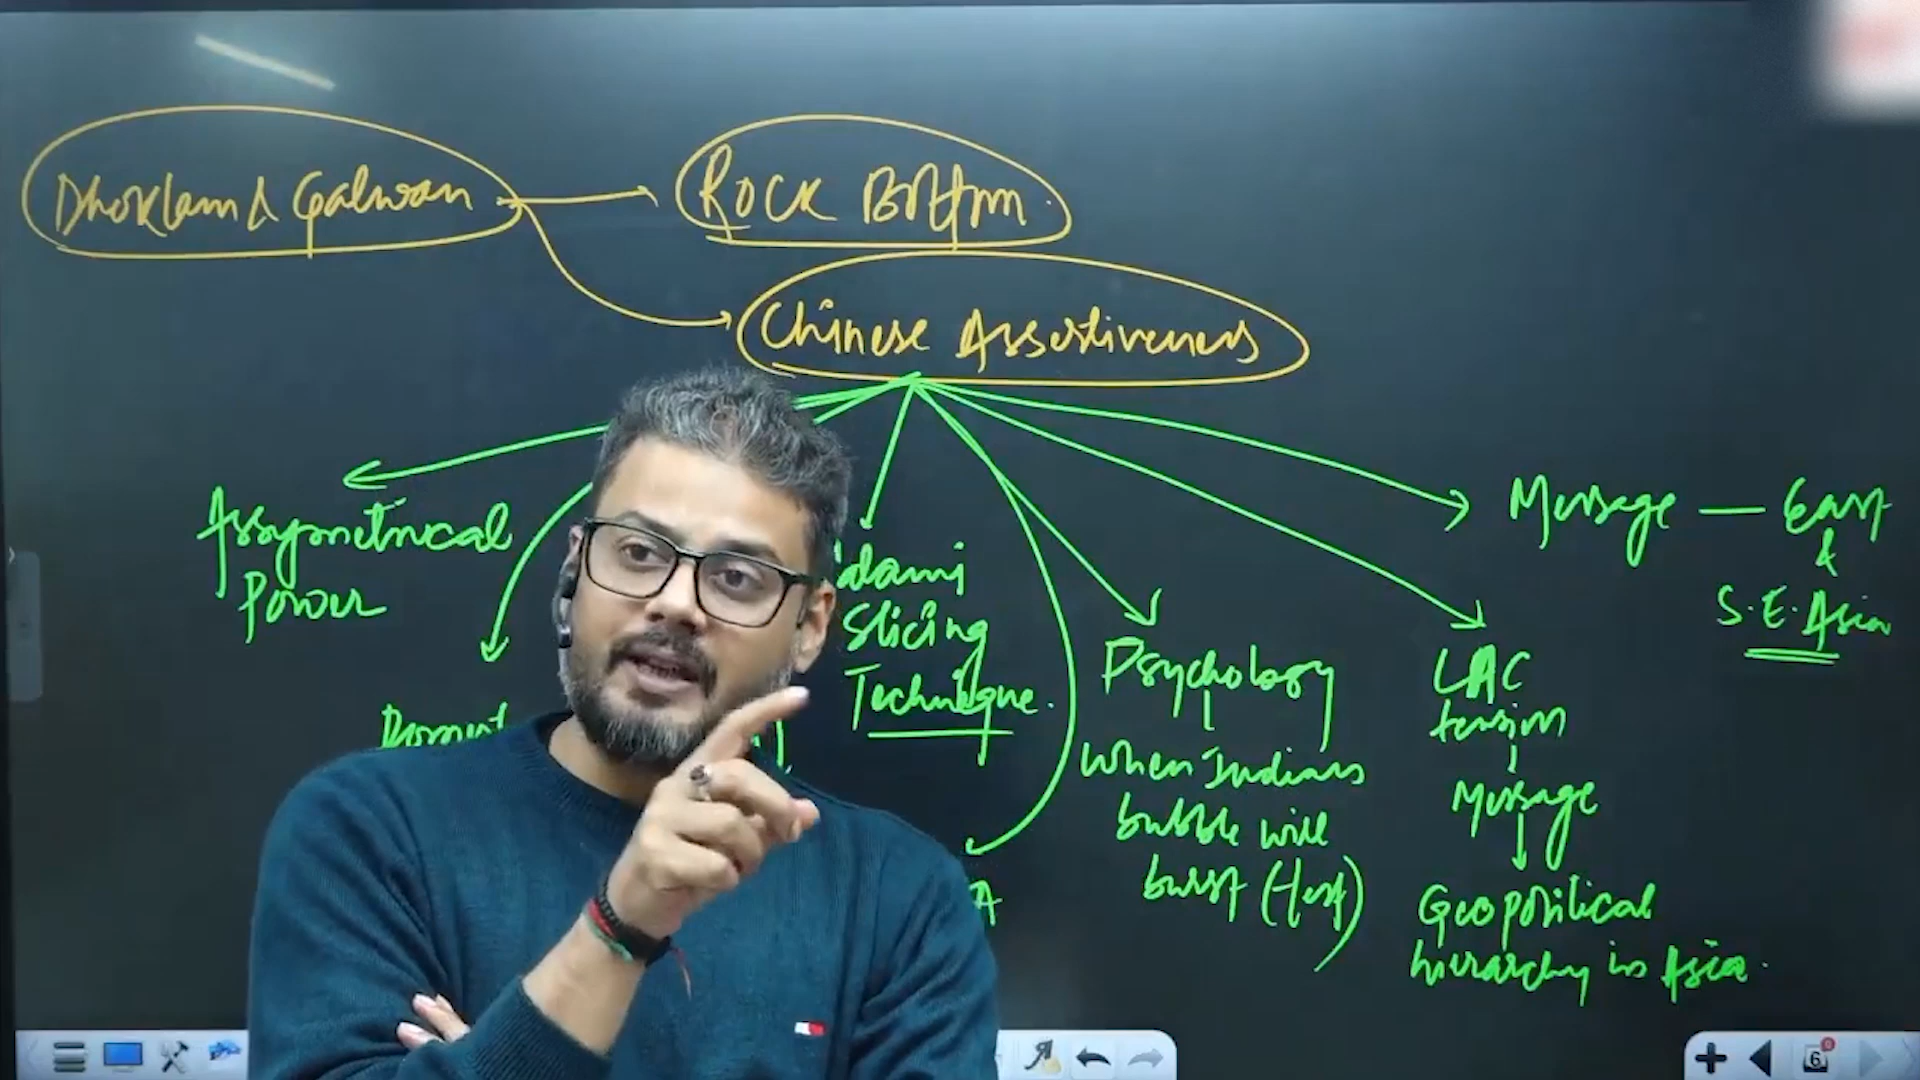 Dhoklam & Galwan
ROCK Bottom.
Chinese Assertiveness
Assymetrical
Power
Slicing
Technique.
Psychology
when Indians
bubble will
burst (test)
LAC
tension
Message
Geopolitical
hierarchy in Asia.
Message — East
&
S.E. Asia
6